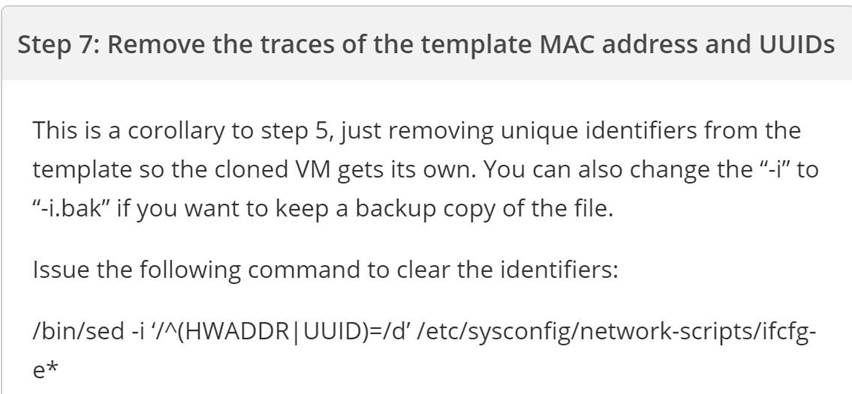 Step 7: Remove the traces of the template MAC address and UUIDs
This is a corollary to step 5, just removing unique identifiers from the
template so the cloned VM gets its own. You can also change the “-i” to
“-i.bak” if you want to keep a backup copy of the file.
Issue the following command to clear the identifiers:
/bin/sed -i ‘/^(HWADDR|UUID)=/d’ /etc/sysconfig/network-scripts/ifcfg-
e*